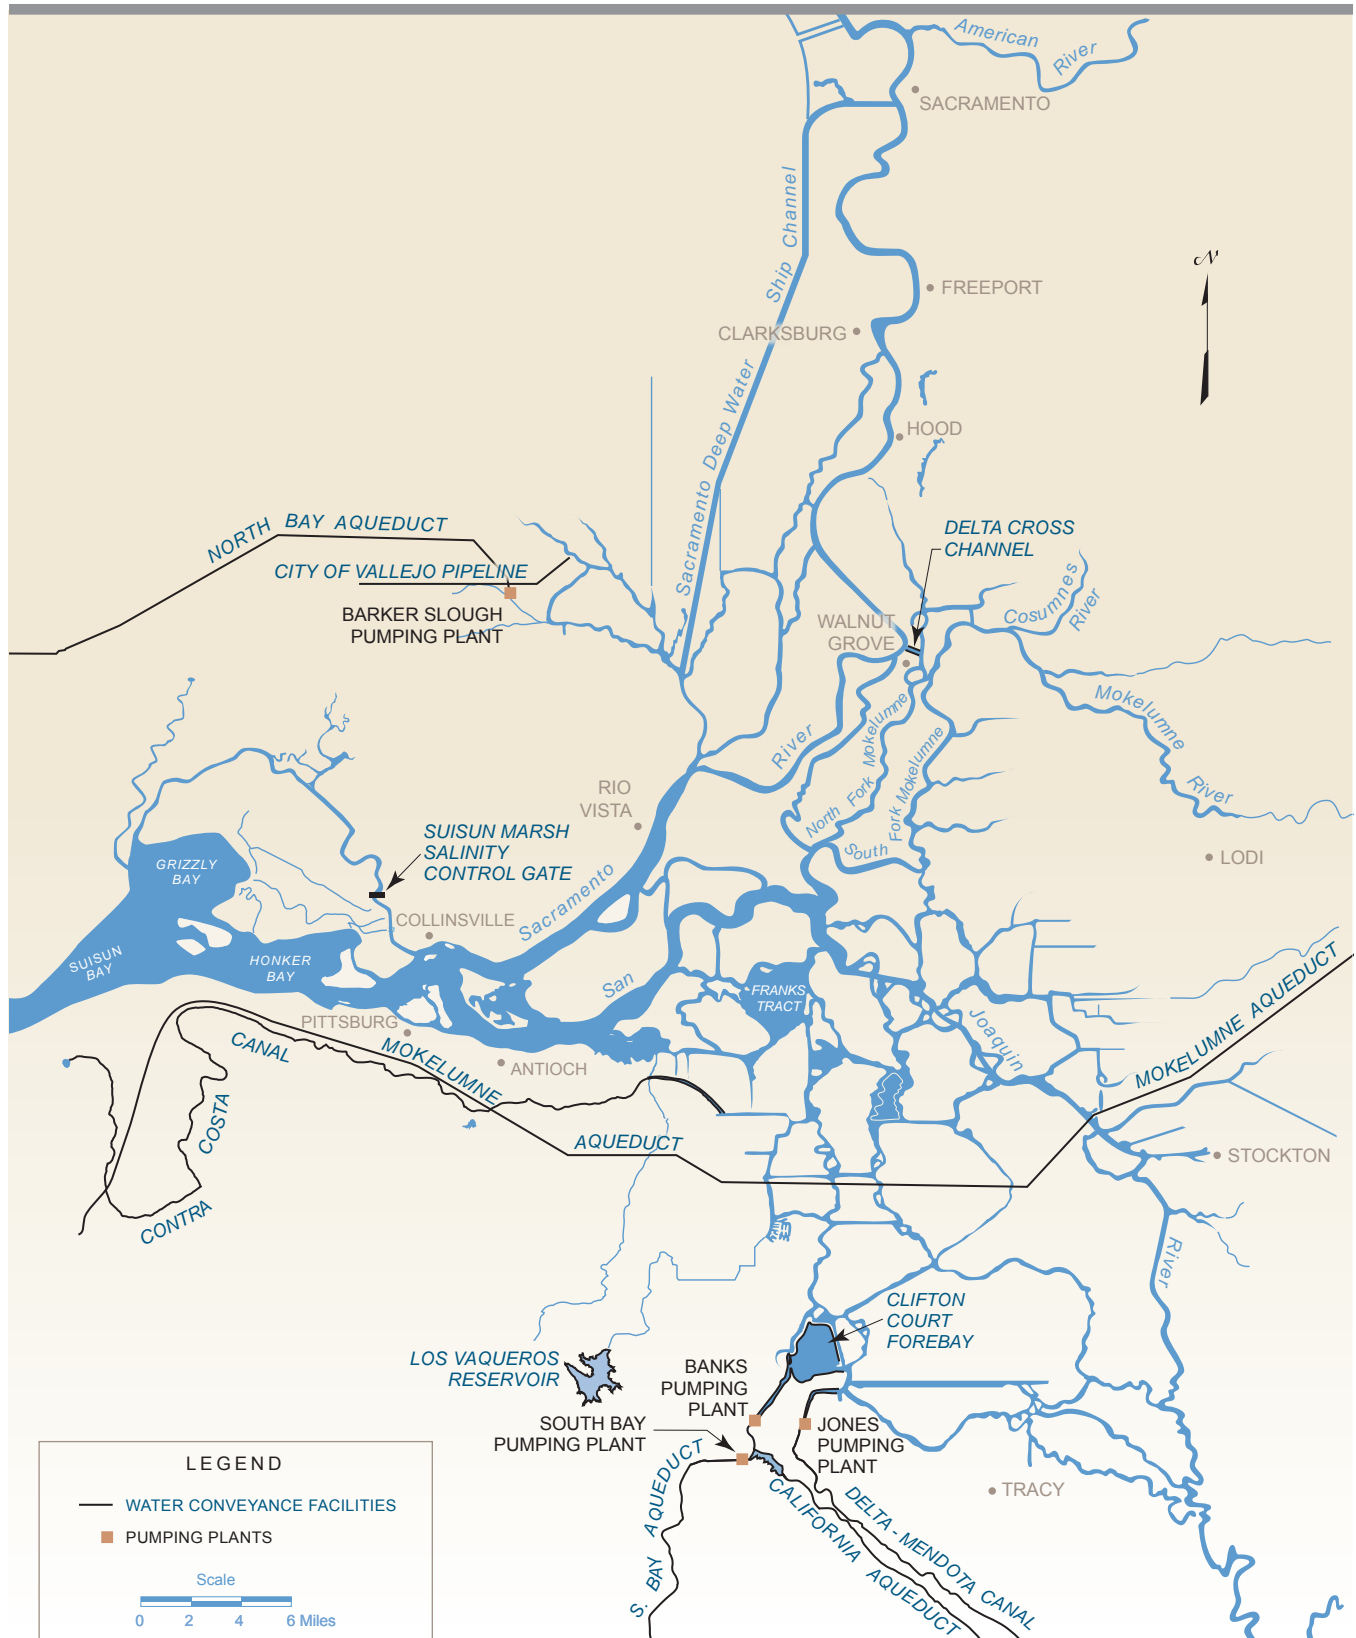 American
River
SACRAMENTO
Ship Channel
N
FREEPORT
CLARKSBURG
Sacramento Deep Water
HOOD
NORTH BAY AQUEDUCT
DELTA CROSS
CHANNEL
CITY OF VALLEJO PIPELINE
BARKER SLOUGH
PUMPING PLANT
Cosumnes
River
WALNUT
GROVE
Mokelumne
River
River
North Fork Mokelumne
South Fork Mokelumne
RIO
VISTA
SUISUN MARSH
SALINITY
CONTROL GATE
LODI
GRIZZLY
BAY
COLLINSVILLE
Sacramento
SUISUN
BAY
HONKER
BAY
San
FRANKS
TRACT
Joaquin
MOKELUMNE AQUEDUCT
PITTSBURG
CANAL
MOKELUMNE
ANTIOCH
COSTA
AQUEDUCT
STOCKTON
CONTRA
River
CLIFTON
COURT
FOREBAY
LOS VAQUEROS
RESERVOIR
BANKS
PUMPING
PLANT
SOUTH BAY
PUMPING PLANT
JONES
PUMPING
PLANT
S. BAY AQUEDUCT
TRACY
CALIFORNIA AQUEDUCT
DELTA - MENDOTA CANAL
LEGEND
WATER CONVEYANCE FACILITIES
PUMPING PLANTS
Scale
0 2 4 6 Miles